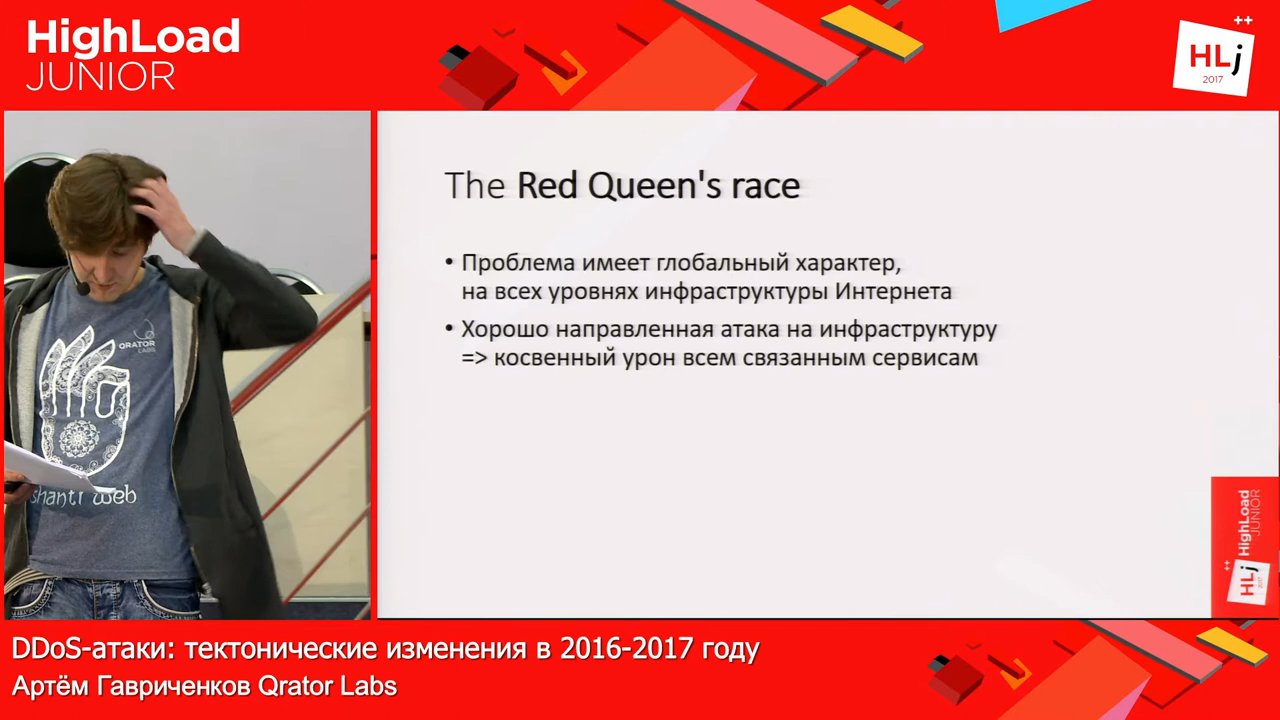 HighLoad
JUNIOR
++
HLj
2017
The Red Queen's race
• Проблема имеет глобальный характер,
на всех уровнях инфраструктуры Интернета
• Хорошо направленная атака на инфраструктуру
=> косвенный урон всем связанным сервисам
QRATOR
LABS
shanti web
HighLoad
JUNIOR
++
HLj
2017
DDoS-атаки: тектонические изменения в 2016-2017 году
Артём Гавриченков Qrator Labs